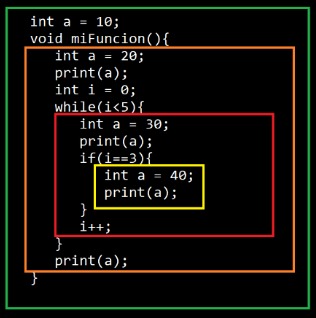 int a = 10;
void miFuncion(){
int a = 20;
print(a);
int i = 0;
while(i<5){
int a = 30;
print(a);
if(i==3){
int a = 40;
print(a);
}
i++;
}
print(a);
}